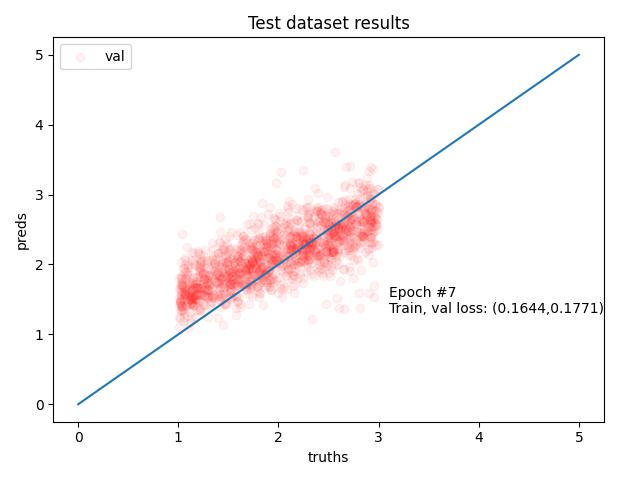 Test dataset results
val
5
4
3
2
1
0
preds
Epoch #7
Train, val loss: (0.1644,0.1771)
0 1 2 3 4 5
truths